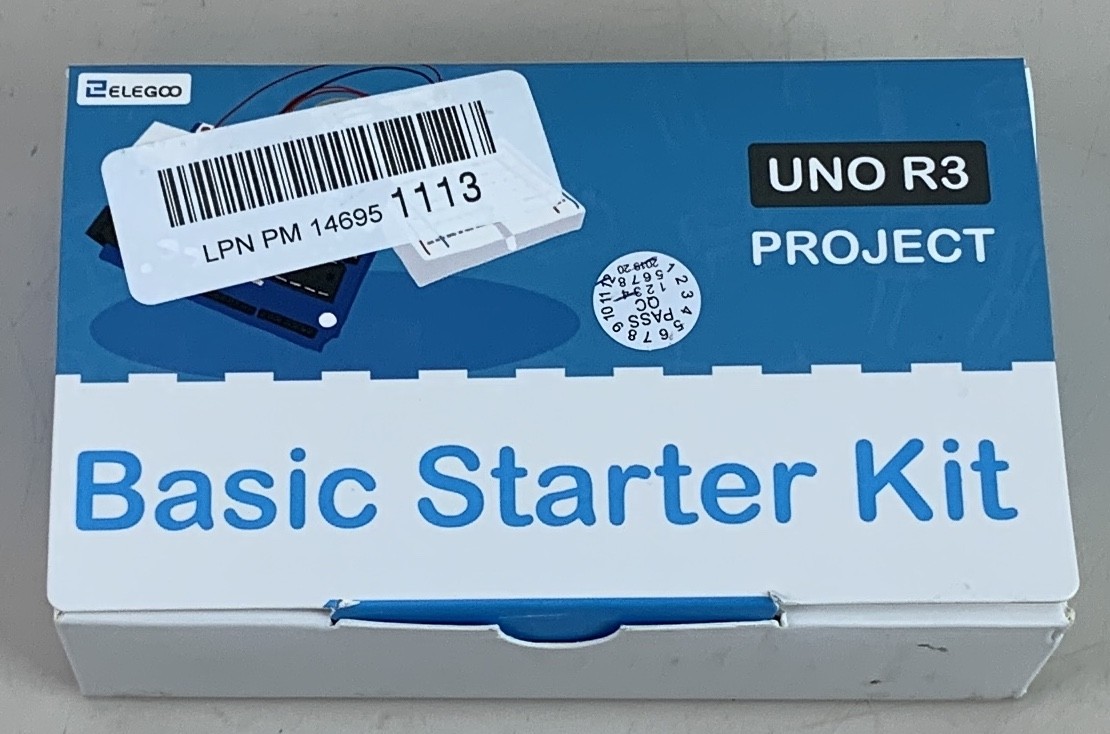 ELEGOO
LPN PM 14695 1113
UNO R3
PROJECT
QC
PASS
Basic Starter Kit